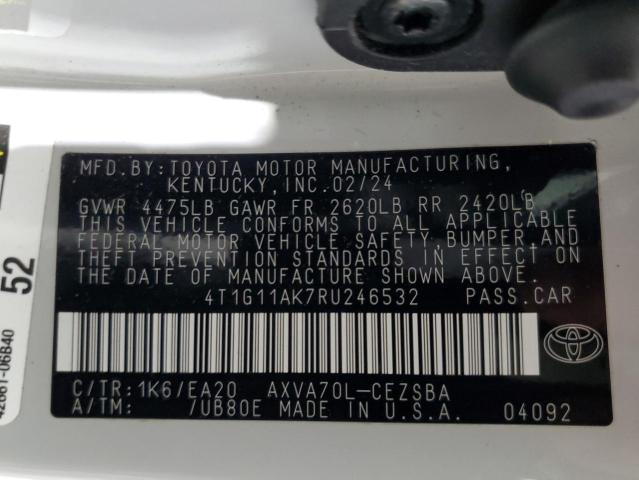 MFD.BY: TOYOTA MOTOR MANUFACTURING,
KENTUCKY, INC. 02/24
GVWR 4475LB GAWR FR 2620LB RR 2420LB
THIS VEHICLE CONFORMS TO ALL APPLICABLE
FEDERAL MOTOR VEHICLE SAFETY, BUMPER, AND
THEFT PREVENTION STANDARDS IN EFFECT ON
THE DATE OF MANUFACTURE SHOWN ABOVE.
4T1G11AK7RU246532 PASS.CAR
C/TR: 1K6/EA20 AXVA70L-CEZSBA
A/TM: /UB80E MADE IN U.S.A. 04092
52
42661-06B40